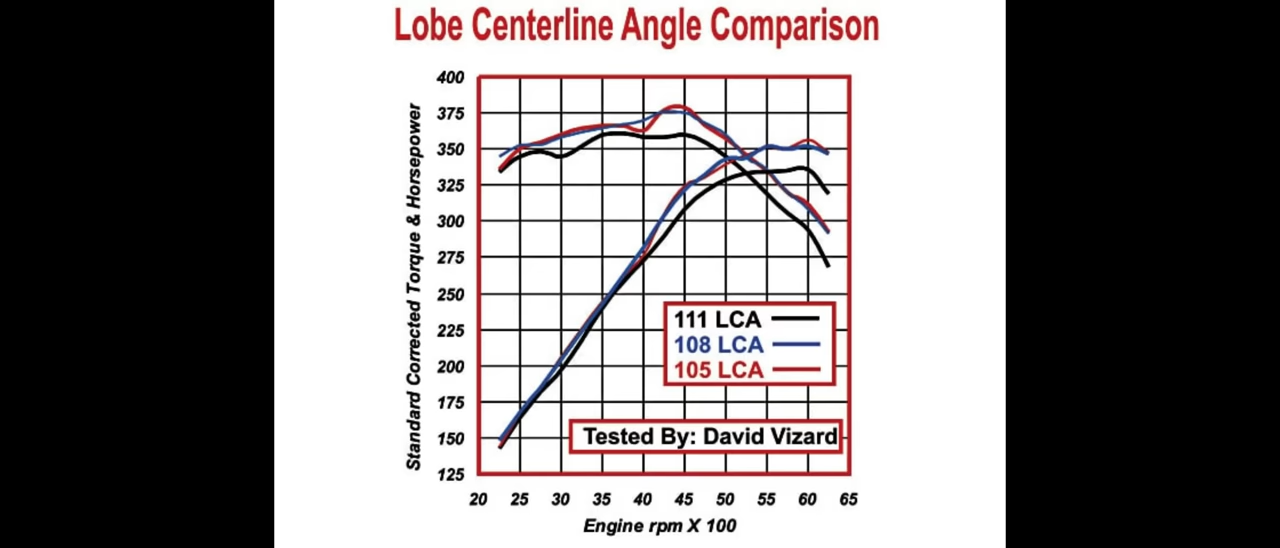 Lobe Centerline Angle Comparison
Standard Corrected Torque & Horsepower
400
375
350
325
300
275
250
225
200
175
150
125
111 LCA
108 LCA
105 LCA
Tested By: David Vizard
20 25 30 35 40 45 50 55 60 65
Engine rpm X 100